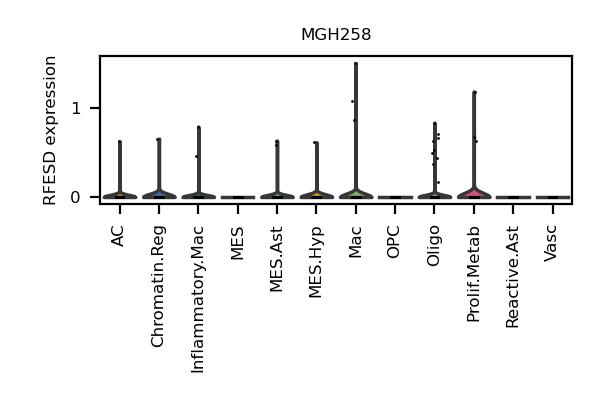 MGH258
RFESD expression
1
0
AC
Chromatin.Reg
Inflammatory.Mac
MES
MES.Ast
MES.Hyp
Mac
OPC
Oligo
Prolif.Metab
Reactive.Ast
Vasc